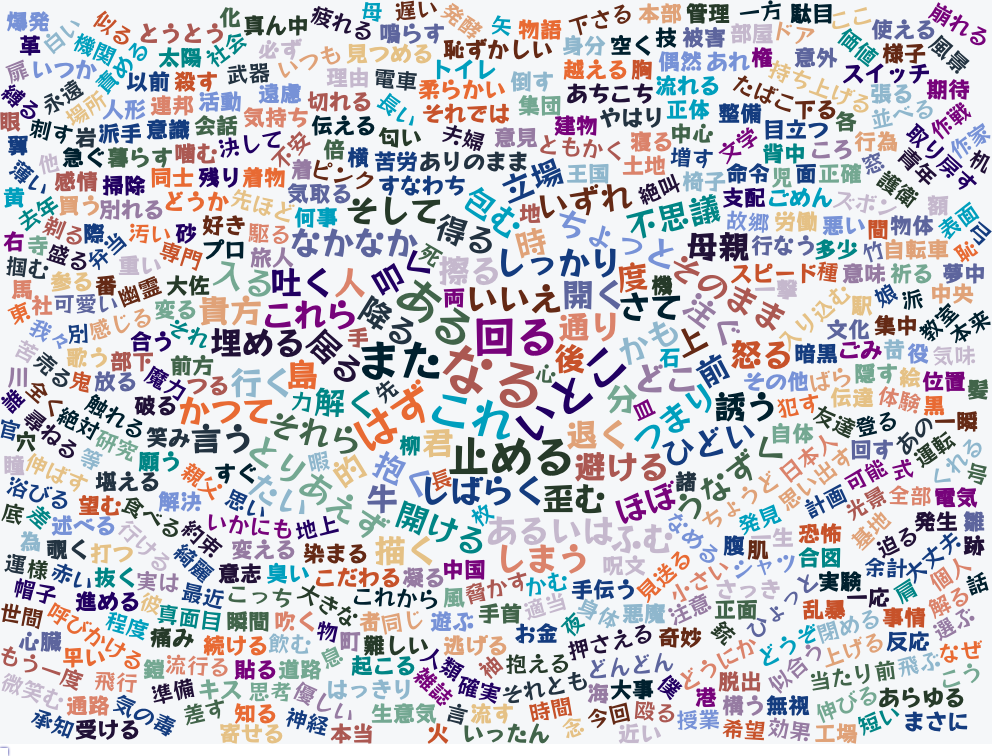 爆発
白い
似る
とうとう
化
真ん中
疲れる
母
遅い
発酵
矢
物語
下さる
本部
管理
一方
駄目
ここ
使える
崩れる
革
機関
責める
太陽
社会
必ず
いつも
見つめる
鳴らす
恥ずかしい
身分
空く
技
被害
部屋
ドア
価値
様子
風景
扉
いつか
以前
殺す
武器
理由
電車
トイレ
柔らかい
倒す
越える
胸
偶然
あれ
権
意外
持ち上げる
スイッチ
期待
縛る
永遠
場所
人形
連邦
活動
遠慮
切れる
長い
それでは
集団
あちこち
流れる
正体
整備
たばこ
下る
張る
並べる
作戦
眼
刺す
岩
派手
意識
会話
気持ち
伝える
匂い
夫婦
意見
建物
やはり
寝る
中心
文学
目立つ
各
行為
取り戻す
作家
翼
他
急ぐ
暮らす
噛む
決して
不安
倍
横
苦労
ありのまま
ともかく
土地
増す
背中
ころ
窓
青年
机
薄い
感情
掃除
同士
残り
着物
着
ピンク
すなわち
立場
王国
絶望
椅子
命令
児
面
正確
護衛
黄
去年
買う
別れる
どうか
先ほど
気取る
そして
包む
地
いずれ
不思議
支配
ごめん
ズボン
額
表面
右
寺
剃る
際
弁当
汚い
砂
好き
駆る
何事
なかなか
得る
時
ちょっと
故郷
労働
悪い
間
物体
恥
掴む
盛る
重い
専門
プロ
旅人
死
叩く
擦る
しっかり
度
母親
行なう
多少
竹
自転車
馬
参る
番
幽霊
大佐
入る
吐く
人
ある
両
いいえ
開く
さて
機
そのまま
スピード
種
一撃
意味
祈る
夢中
東
社
可愛い
変る
貴方
これら
降る
回る
通り
かも
注ぐ
入り込む
駅
娘
派
中央
我々
別
感じる
それ
合う
埋める
居る
手
また
なる
後
石
上
怒る
文化
集中
教室
本来
苦
売る
歌う
部下
前方
魔力
つる
行く
島
先
心
いとこ
どこ
前
暗黒
ごみ
苛
役
気味
川
全く
鬼
放る
破る
かつて
力
解く
はず
これ
分
皿
つまり
誘う
その他
ばら
隠す
絵
位置
髪
誰
尋ねる
絶対
触れる
研究
笑み
言う
それら
柳
君
止める
退く
ひどい
犯す
友達
伝達
登る
体験
黒
一瞬
官
穴
瞳
伸ばす
等
願う
親父
すぐ
とりあえず
暇
的
抱く
長
避ける
諸
うなずく
自体
日本人
回す
あの
運転
くれる
号
浴びる
堪える
解決
思い
たい
牛
しばらく
歪む
ほぼ
ちょうど
思い出す
計画
可能
式
光景
全部
電気
底
差
望む
食べる
約束
いかにも
地上
開ける
枚
あるいは
ふむ
なめる
発見
恐怖
基地
迫る
発生
雛
為
述べる
覗く
打つ
行ける
綺麗
変える
染まる
描く
しまう
腹
肌
一生
シャツ
合図
余計
大丈夫
跡
運
様
赤い
抜く
実は
意志
臭い
こだわる
凝る
中国
呪文
見送る
小さい
さっき
ひょっと
実験
肩
個人
帽子
進める
彼
最近
こっち
大きな
これから
風
脅かす
かむ
手伝う
身体
悪魔
注意
正面
乱暴
一応
事情
解る
話
世間
呼びかける
程度
真面目
瞬間
吹く
物
町
者
同じ
遊ぶ
手首
適当
夜
押さえる
奇妙
銃
どうぞ
閉める
反応
選ぶ
心臓
早い
痛み
続ける
飲む
息
難しい
逃げる
お金
どうにか
似合う
上げる
なぜ
もう一度
飛行
鎧
流行る
貼る
道路
起こる
人類
確実
袖
抱える
どんどん
僕
脱出
当たり前
飛ぶ
こう
微笑む
通路
準備
キス
思考
優しい
はっきり
雑誌
それとも
海
大事
港
横う
無視
伸びる
あらゆる
承知
受ける
気の毒
差す
知る
神経
生意気
言
流す
時間
今回
殴る
授業
希望
効果
短い
まさに
寄せる
本当
火
いったん
念
近い
工場